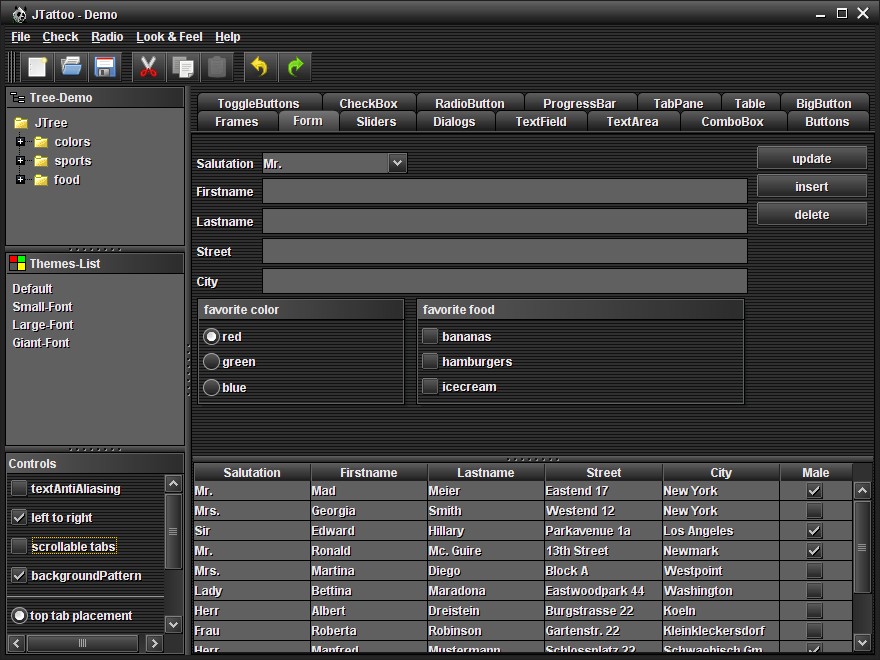 JTattoo - Demo
File Check Radio Look & Feel Help
Tree-Demo
JTree
colors
sports
food
Themes-List
Default
Small-Font
Large-Font
Giant-Font
Controls
textAntiAliasing
left to right
scrollable tabs
backgroundPattern
top tab placement
ToggleButtons CheckBox RadioButton ProgressBar TabPane Table BigButton
Frames Form Sliders Dialogs TextField TextArea ComboBox Buttons
Salutation Mr.
Firstname
Lastname
Street
City
update
insert
delete
favorite color
red
green
blue
favorite food
bananas
hamburgers
icecream
Salutation Firstname Lastname Street City Male
Mr. Mad Meier Eastend 17 New York
Mrs. Georgia Smith Westend 12 New York
Sir Edward Hillary Parkavenue 1a Los Angeles
Mr. Ronald Mc. Guire 13th Street Newmark
Mrs. Martina Diego Block A Westpoint
Lady Bettina Maradona Eastwoodpark 44 Washington
Herr Albert Dreistein Burgstrasse 22 Koeln
Frau Roberta Robinson Gartenstr. 22 Kleinkleckersdorf
Herr Manfred Mustermann Schlossplatz 22 Schwaebisch Gm